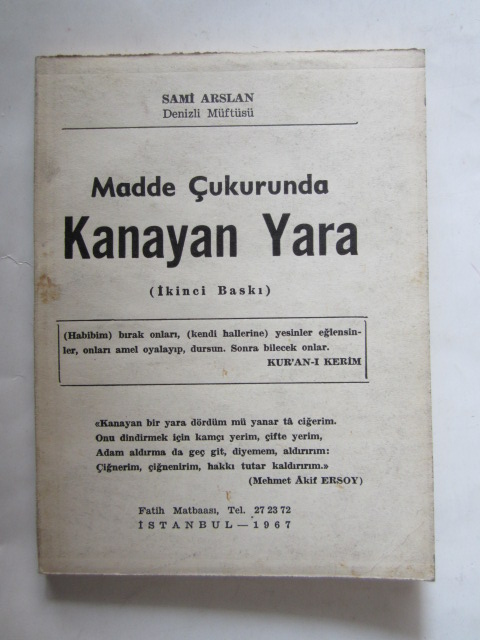 SAMİ ARSLAN
Denizli Müftüsü
Madde Çukurunda
Kanayan Yara
(İkinci Baskı)
(Habibim) bırak onları, (kendi hallerine) yesinler eğlensin-
ler, onları amel oyalayıp, dursun. Sonra bilecek onlar.
KUR'AN-I KERİM
«Kanayan bir yara dördüm mü yanar tâ ciğerim.
Onu dindirmek için kamçı yerim, çifte yerim,
Adam aldırma da geç git, diyemem, aldırırım:
Çiğnerim, çiğnenirim, hakkı tutar kaldırırım.»
(Mehmet Âkif ERSOY)
Fatih Matbaası, Tel. 27 23 72
İSTANBUL — 1967